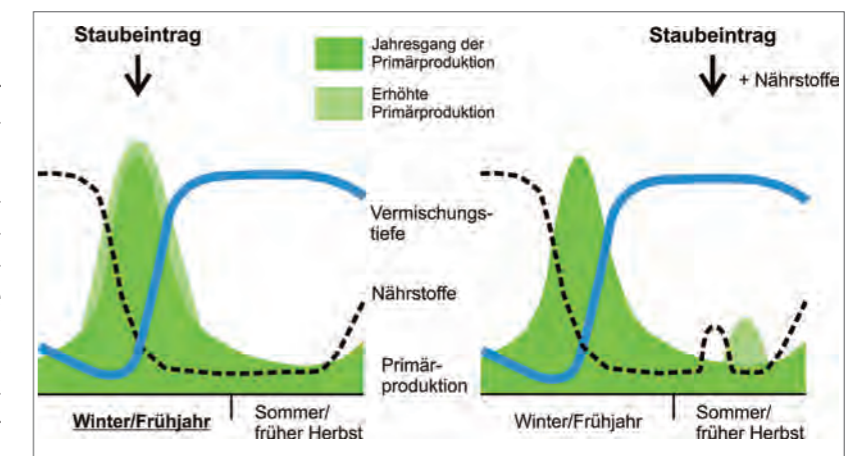 Staubeintrag
Jahresgang der
Primärproduktion
Erhöhte
Primärproduktion
Staubeintrag
+ Nährstoffe
Vermischungs-
tiefe
Nährstoffe
Primär-
produktion
Winter/Frühjahr
Sommer/
früher Herbst
Winter/Frühjahr
Sommer/
früher Herbst